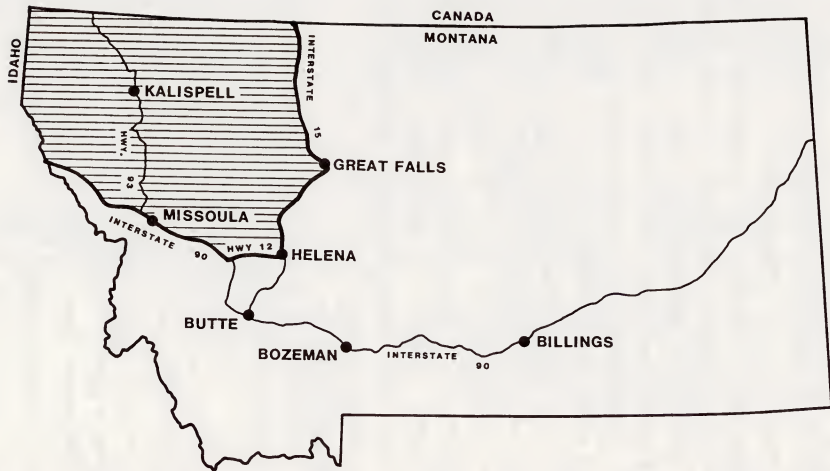 CANADA
MONTANA
IDAHO
INTERSTATE
15
KALISPELL
HWY.
93
GREAT FALLS
MISSOULA
INTERSTATE
90
HWY 12
HELENA
BUTTE
BOZEMAN
INTERSTATE
90
BILLINGS